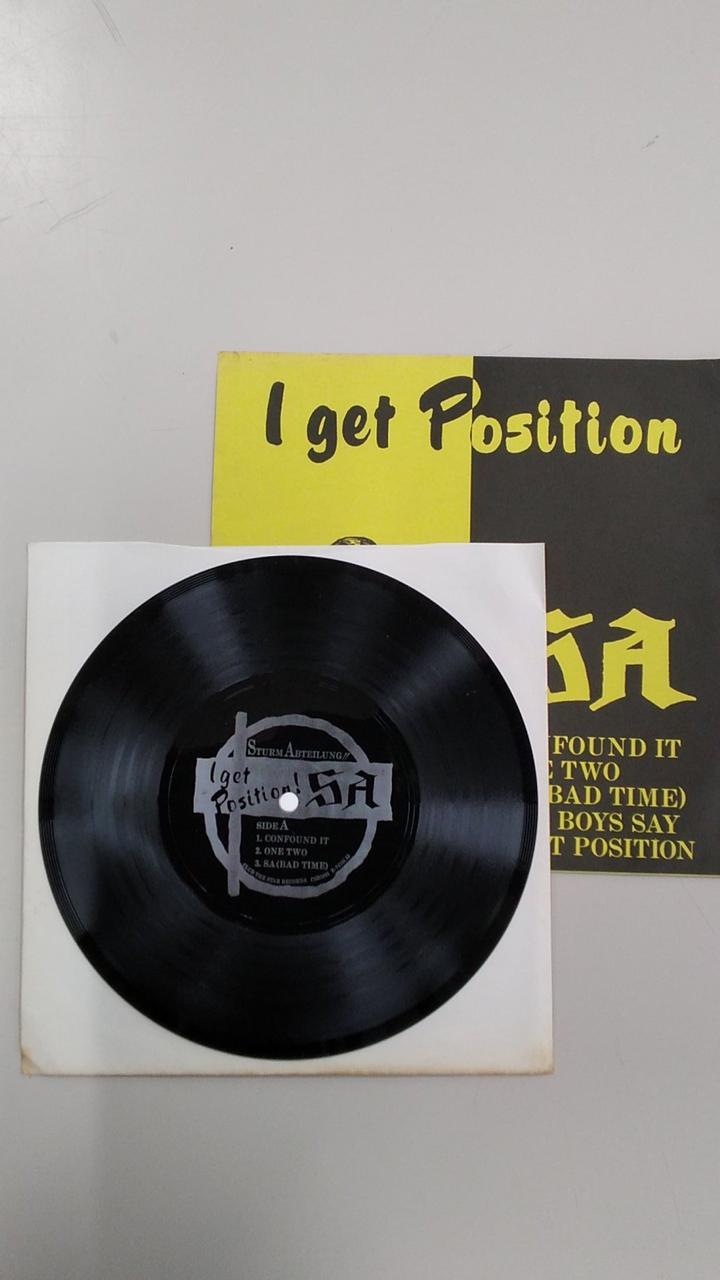 I get Position
SA
NFOUND IT
E TWO
(BAD TIME)
BOYS SAY
T POSITION
STURM ABTEILUNG!!
I get
Position!
SA
SIDE A
1. CONFOUND IT
2. ONE TWO
3. SA (BAD TIME)